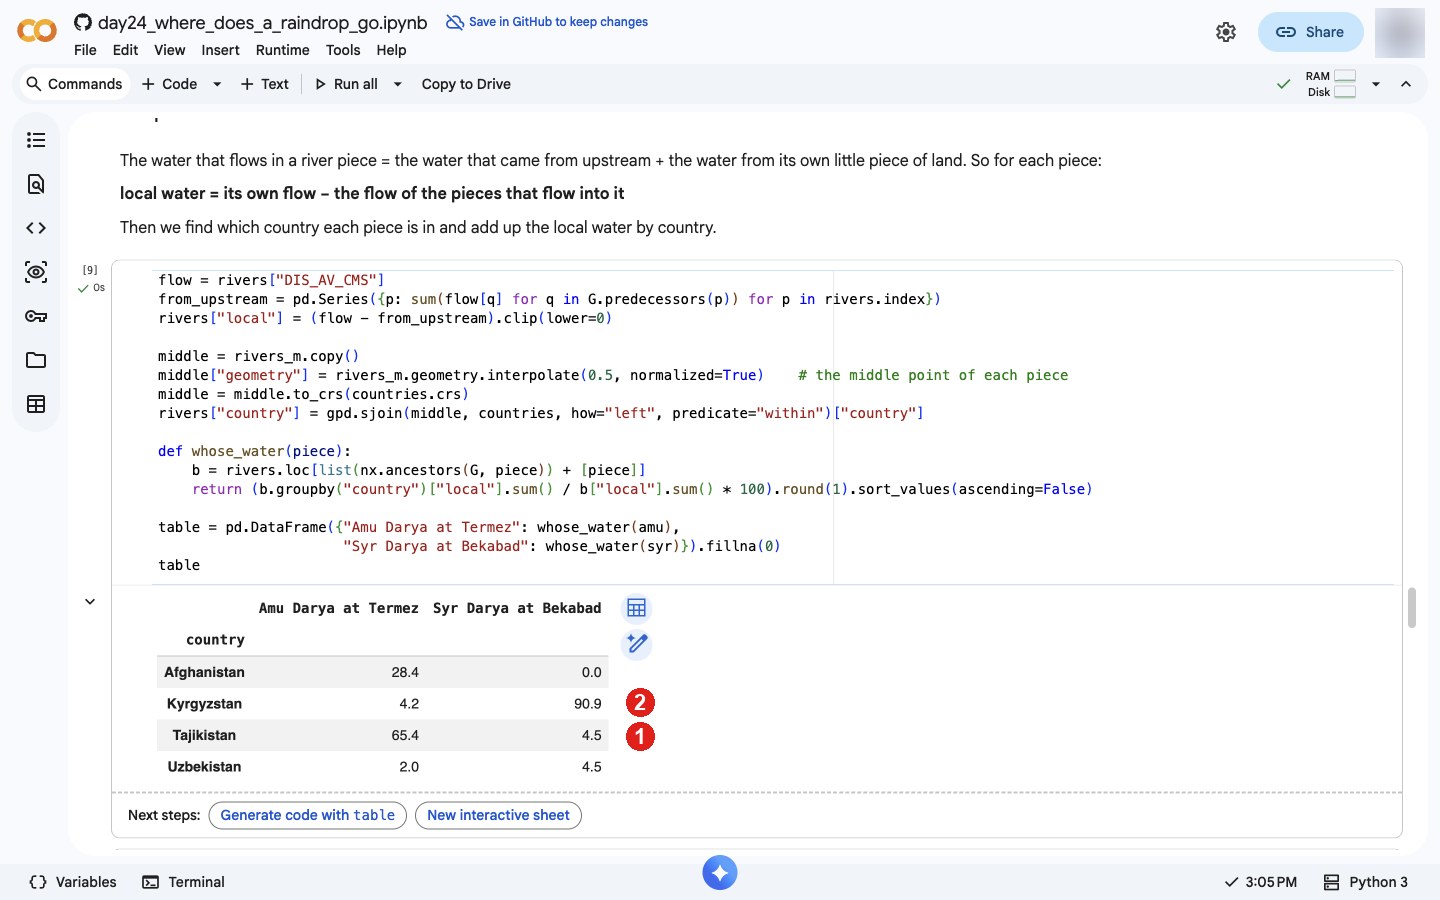 day24_where_does_a_raindrop_go.ipynb
Save in GitHub to keep changes
Share
File Edit View Insert Runtime Tools Help
Commands + Code + Text Run all Copy to Drive
RAM
Disk
The water that flows in a river piece = the water that came from upstream + the water from its own little piece of land. So for each piece:
local water = its own flow − the flow of the pieces that flow into it
Then we find which country each piece is in and add up the local water by country.
[9]
0s
flow = rivers["DIS_AV_CMS"]
from_upstream = pd.Series({p: sum(flow[q] for q in G.predecessors(p)) for p in rivers.index})
rivers["local"] = (flow - from_upstream).clip(lower=0)
middle = rivers_m.copy()
middle["geometry"] = rivers_m.geometry.interpolate(0.5, normalized=True)    # the middle point of each piece
middle = middle.to_crs(countries.crs)
rivers["country"] = gpd.sjoin(middle, countries, how="left", predicate="within")["country"]
def whose_water(piece):
    b = rivers.loc[list(nx.ancestors(G, piece)) + [piece]]
    return (b.groupby("country")["local"].sum() / b["local"].sum() * 100).round(1).sort_values(ascending=False)
table = pd.DataFrame({"Amu Darya at Termez": whose_water(amu),
                      "Syr Darya at Bekabad": whose_water(syr)}).fillna(0)
table
Amu Darya at Termez Syr Darya at Bekabad
country
Afghanistan 28.4 0.0
Kyrgyzstan 4.2 90.9 2
Tajikistan 65.4 4.5 1
Uzbekistan 2.0 4.5
Next steps: Generate code with table New interactive sheet
Variables Terminal 3:05 PM Python 3